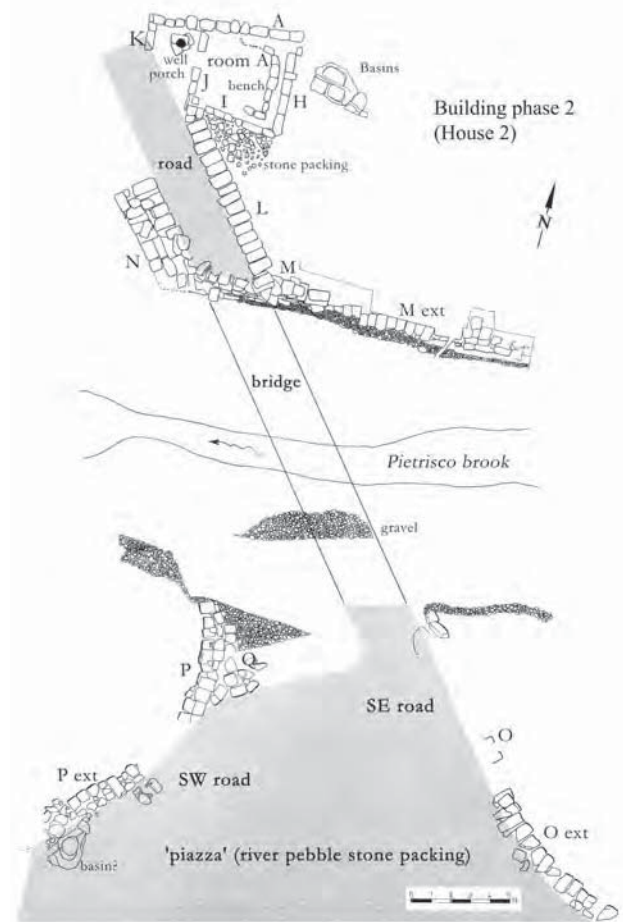 A
K
well
porch
room A
bench
J
I
H
Basins
Building phase 2
(House 2)
N
road
stone packing
L
N
M
M ext
bridge
Pietrisco brook
gravel
P
Q
SE road
O
P ext
SW road
O ext
basin?
'piazza' (river pebble stone packing)